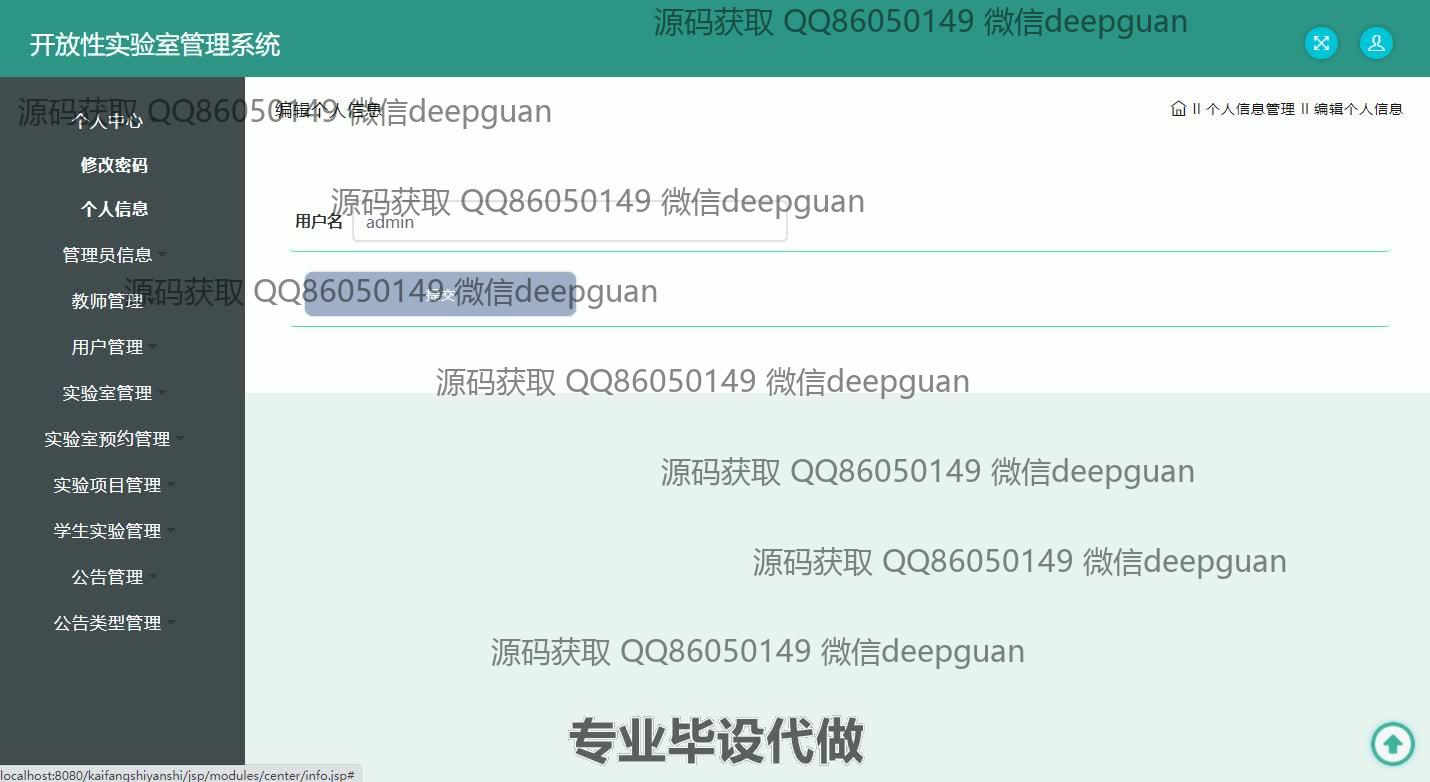 源码获取 QQ86050149 微信deepguan
开放性实验室管理系统
源码获取 QQ86050149 微信deepguan
编辑个人信息
II 个人信息管理 II 编辑个人信息
个人中心
修改密码
个人信息
源码获取 QQ86050149 微信deepguan
用户名 admin
管理员信息
源码获取 QQ86050149 微信deepguan
提交
教师管理
用户管理
源码获取 QQ86050149 微信deepguan
实验室管理
实验室预约管理
源码获取 QQ86050149 微信deepguan
实验项目管理
学生实验管理
源码获取 QQ86050149 微信deepguan
公告管理
公告类型管理
源码获取 QQ86050149 微信deepguan
专业毕设代做
localhost:8080/kaifangshiyanshi/jsp/modules/center/info.jsp#